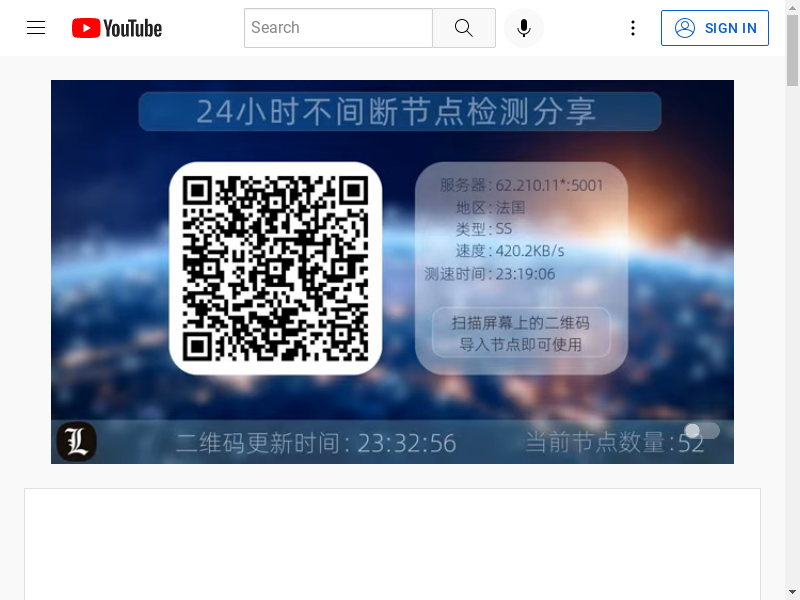 YouTube
Search
SIGN IN
24小时不间断节点检测分享
服务器: 62.210.11*:5001
地区: 法国
类型: SS
速度: 420.2KB/s
测速时间: 23:19:06
扫描屏幕上的二维码
导入节点即可使用
L
二维码更新时间: 23:32:56
当前节点数量:52